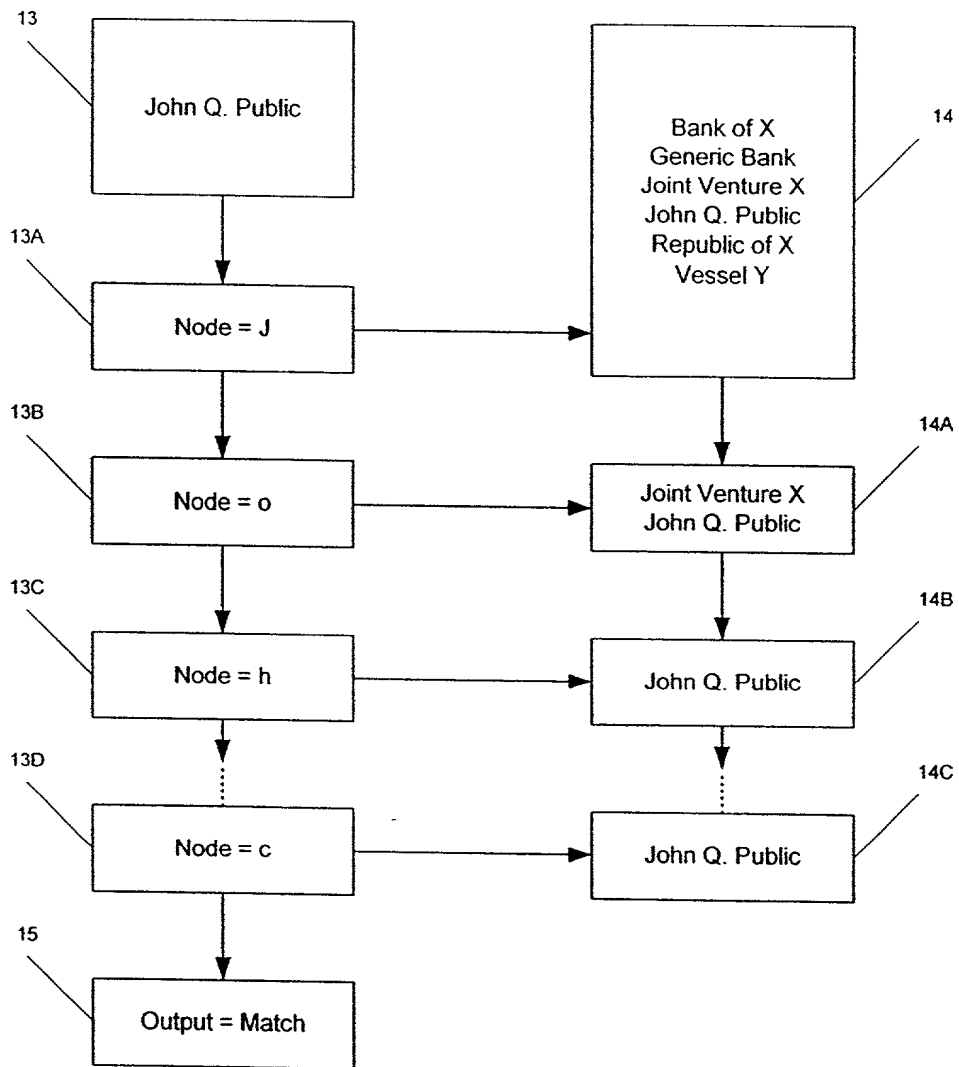 13
John Q. Public
14
Bank of X
Generic Bank
Joint Venture X
John Q. Public
Republic of X
Vessel Y
13A
Node = J
13B
Node = o
14A
Joint Venture X
John Q. Public
13C
Node = h
14B
John Q. Public
13D
Node = c
14C
John Q. Public
15
Output = Match